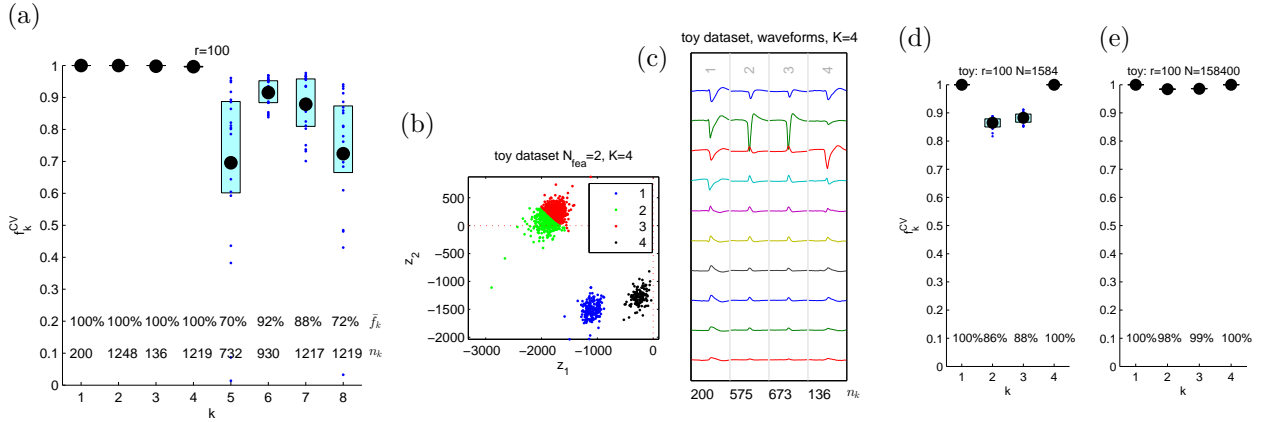 (a)
r=100
1
0.9
0.8
0.7
0.6
0.5
0.4
0.3
0.2
0.1
0
f_k^CV
100% 100% 100% 100% 70% 92% 88% 72% f̄_k
200 1248 136 1219 732 930 1217 1219 n_k
1 2 3 4 5 6 7 8
k
(b)
toy dataset N_fea=2, K=4
500
0
−500
−1000
−1500
−2000
z_2
1
2
3
4
−3000 −2000 −1000 0
z_1
(c)
toy dataset, waveforms, K=4
1 2 3 4
200 575 673 136 n_k
(d)
toy: r=100 N=1584
1
0.9
0.8
0.7
0.6
0.5
0.4
0.3
0.2
0.1
0
f_k^CV
100% 86% 88% 100%
1 2 3 4
k
(e)
toy: r=100 N=158400
1
0.9
0.8
0.7
0.6
0.5
0.4
0.3
0.2
0.1
0
100% 98% 99% 100%
1 2 3 4
k